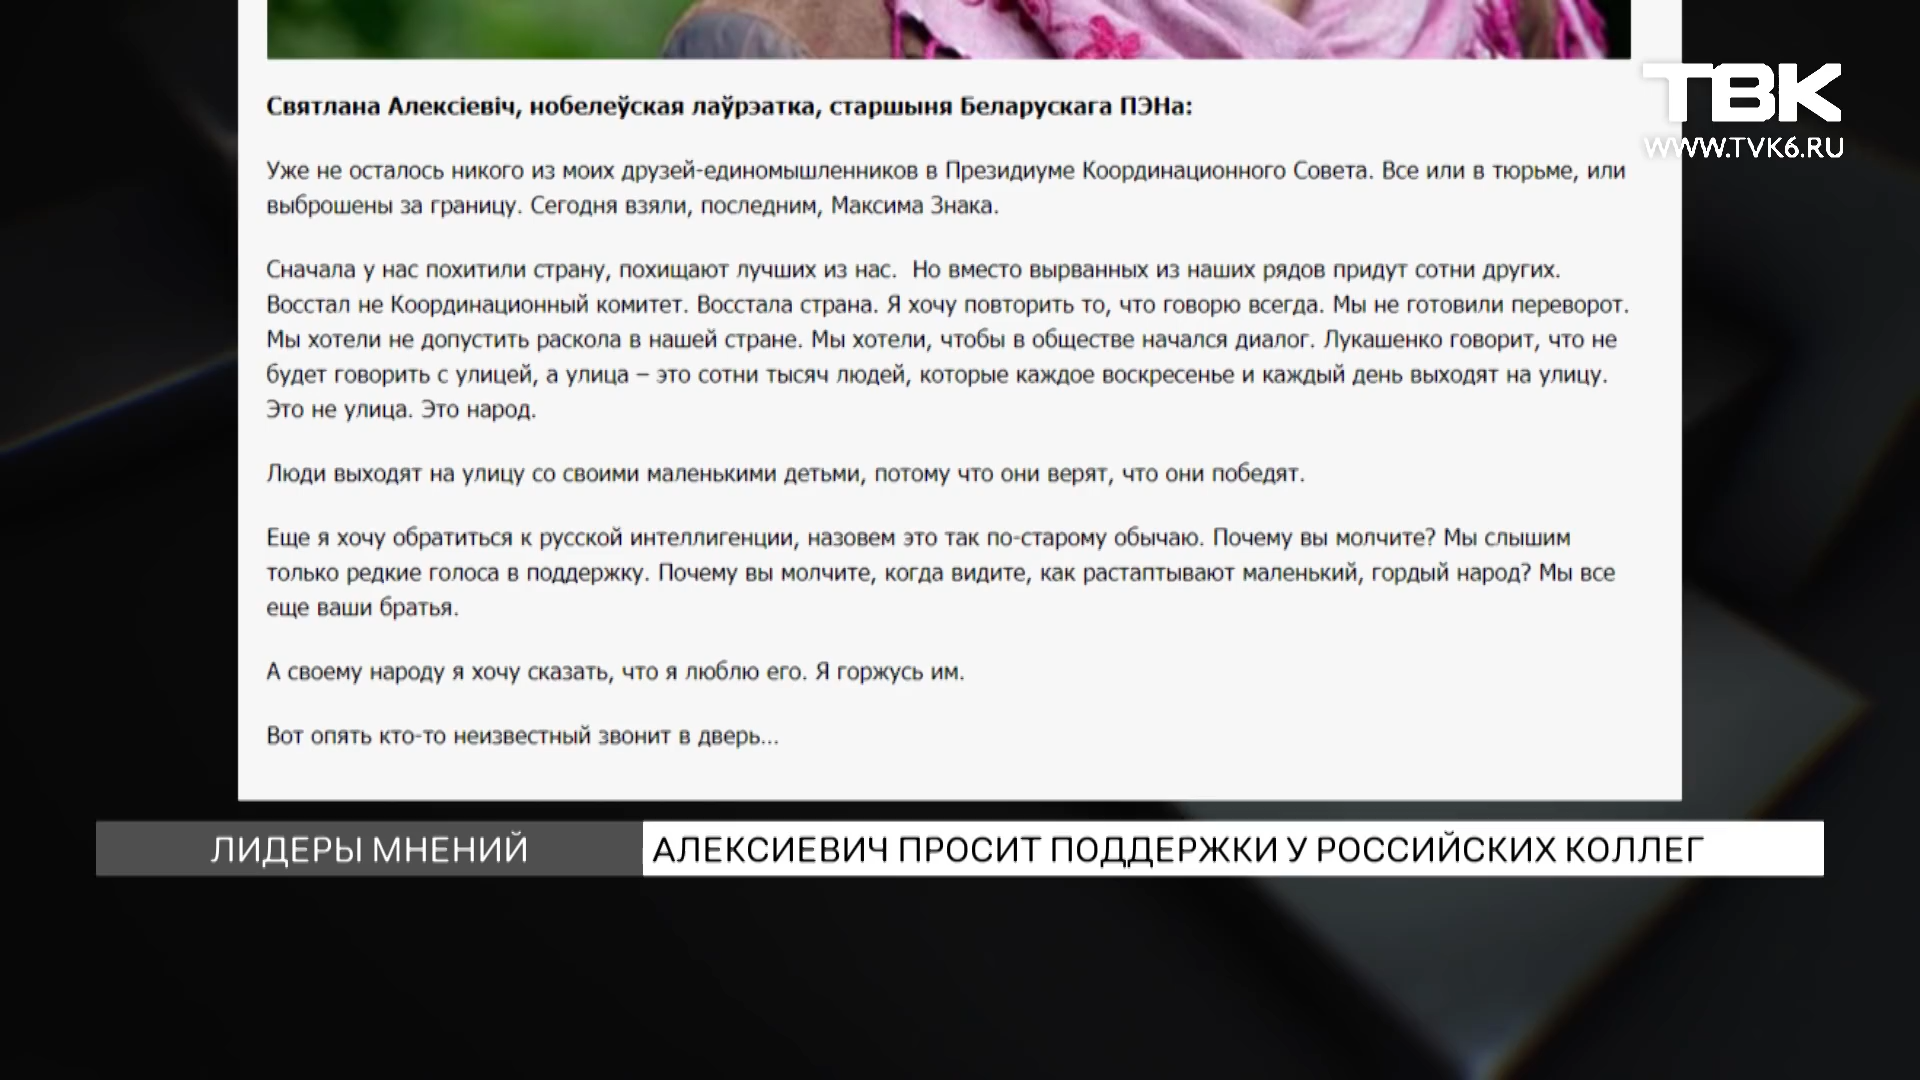 ТВК
WWW.TVK6.RU
Святлана Алексіевіч, нобелеўская лаўрэатка, старшыня Беларускага ПЭНа:
Уже не осталось никого из моих друзей-единомышленников в Президиуме Координационного Совета. Все или в тюрьме, или
выброшены за границу. Сегодня взяли, последним, Максима Знака.
Сначала у нас похитили страну, похищают лучших из нас.  Но вместо вырванных из наших рядов придут сотни других.
Восстал не Координационный комитет. Восстала страна. Я хочу повторить то, что говорю всегда. Мы не готовили переворот.
Мы хотели не допустить раскола в нашей стране. Мы хотели, чтобы в обществе начался диалог. Лукашенко говорит, что не
будет говорить с улицей, а улица – это сотни тысяч людей, которые каждое воскресенье и каждый день выходят на улицу.
Это не улица. Это народ.
Люди выходят на улицу со своими маленькими детьми, потому что они верят, что они победят.
Еще я хочу обратиться к русской интеллигенции, назовем это так по-старому обычаю. Почему вы молчите? Мы слышим
только редкие голоса в поддержку. Почему вы молчите, когда видите, как растаптывают маленький, гордый народ? Мы все
еще ваши братья.
А своему народу я хочу сказать, что я люблю его. Я горжусь им.
Вот опять кто-то неизвестный звонит в дверь...
ЛИДЕРЫ МНЕНИЙ
АЛЕКСИЕВИЧ ПРОСИТ ПОДДЕРЖКИ У РОССИЙСКИХ КОЛЛЕГ